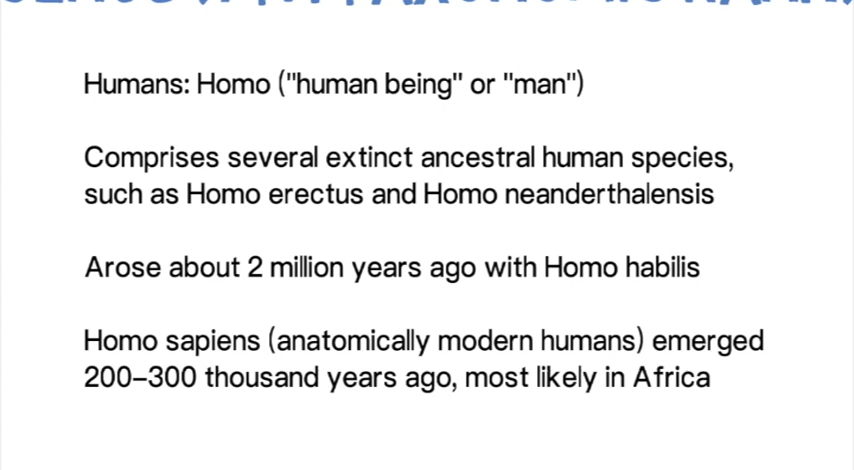 Humans: Homo ("human being" or "man")
Comprises several extinct ancestral human species,
such as Homo erectus and Homo neanderthalensis
Arose about 2 million years ago with Homo habilis
Homo sapiens (anatomically modern humans) emerged
200–300 thousand years ago, most likely in Africa